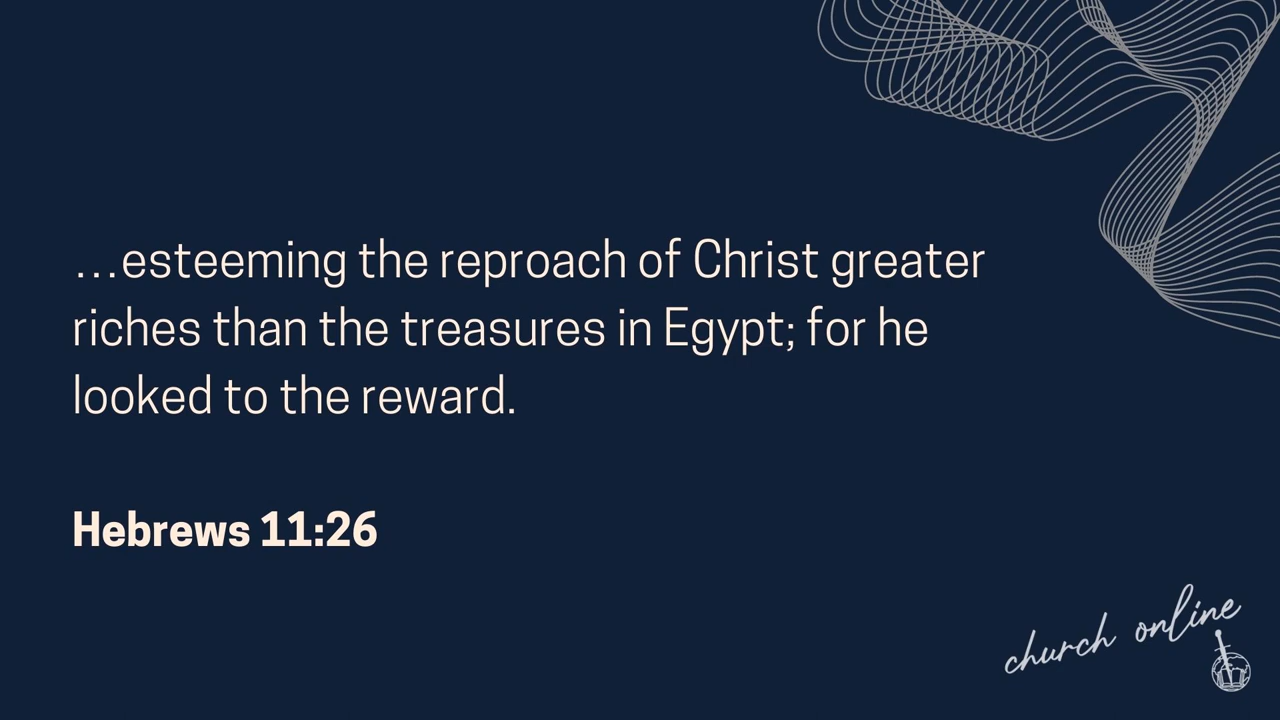 …esteeming the reproach of Christ greater
riches than the treasures in Egypt; for he
looked to the reward.
Hebrews 11:26
church online